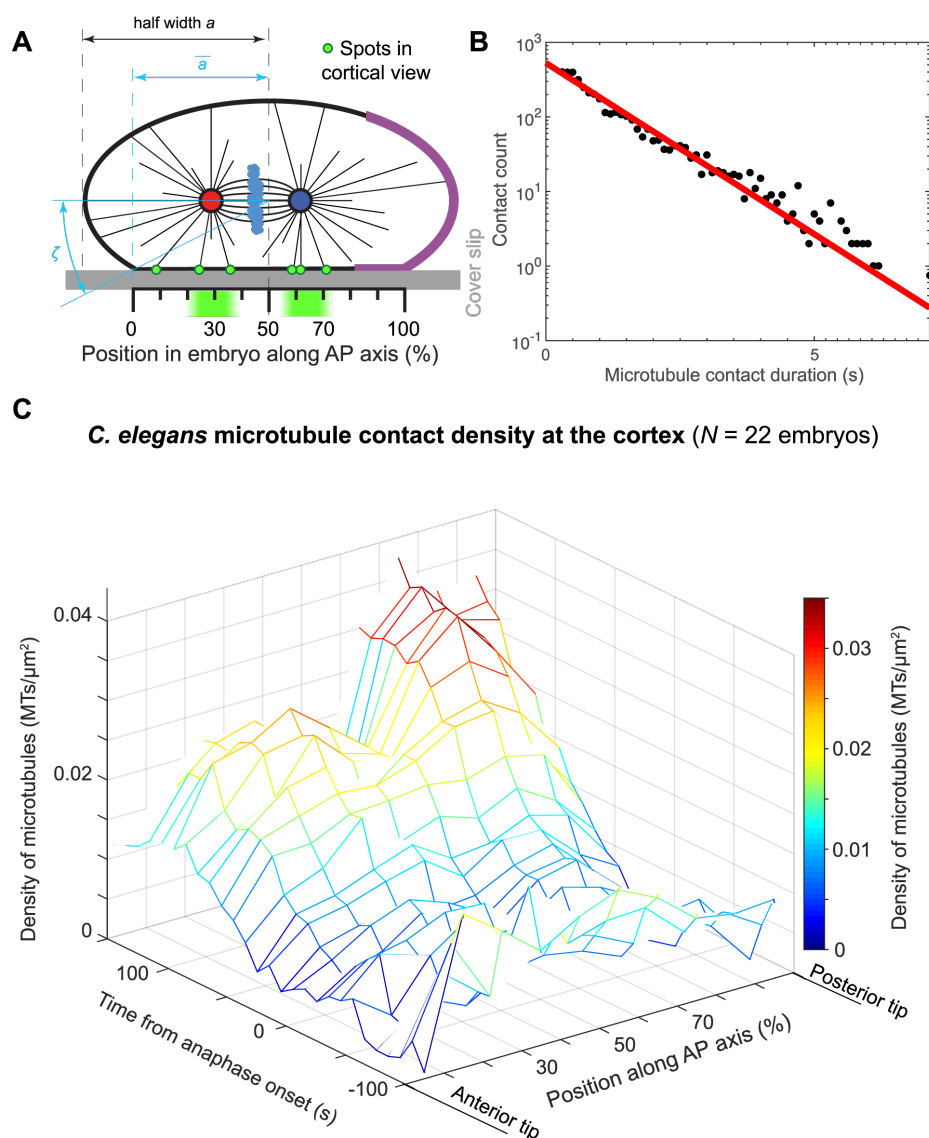 A
half width a
a
Spots in
cortical view
ζ
Cover slip
0
30
50
70
100
Position in embryo along AP axis (%)
B
10³
10²
10¹
10⁰
10⁻¹
Contact count
0
5
Microtubule contact duration (s)
C
C. elegans microtubule contact density at the cortex (N = 22 embryos)
0.04
0.02
0
Density of microtubules (MTs/µm²)
100
0
-100
Time from anaphase onset (s)
30
50
70
Position along AP axis (%)
Anterior tip
Posterior tip
0.03
0.02
0.01
0
Density of microtubules (MTs/µm²)